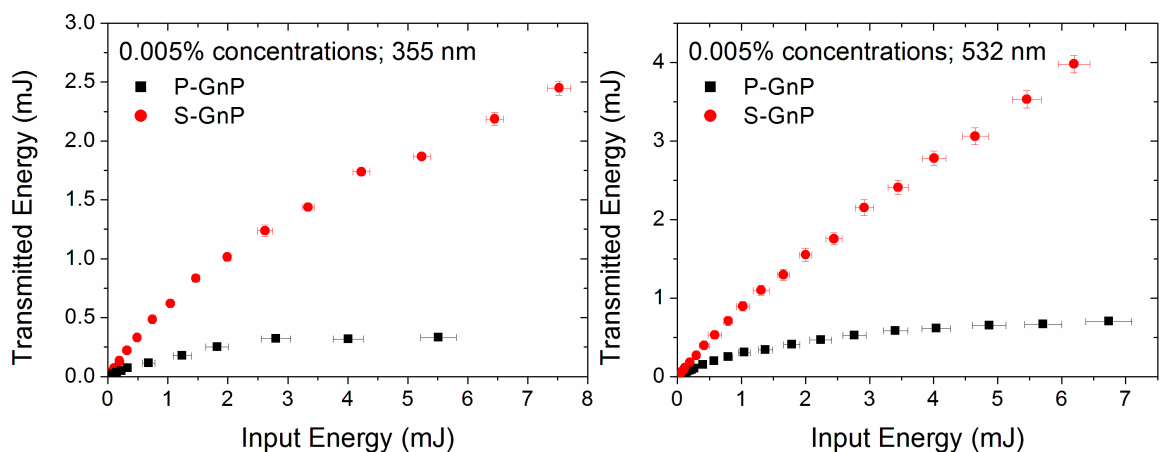 3.0
2.5
2.0
1.5
1.0
0.5
0.0
Transmitted Energy (mJ)
0.005% concentrations; 355 nm
P-GnP
S-GnP
0 1 2 3 4 5 6 7 8
Input Energy (mJ)
4
3
2
1
0
Transmitted Energy (mJ)
0.005% concentrations; 532 nm
P-GnP
S-GnP
0 1 2 3 4 5 6 7
Input Energy (mJ)